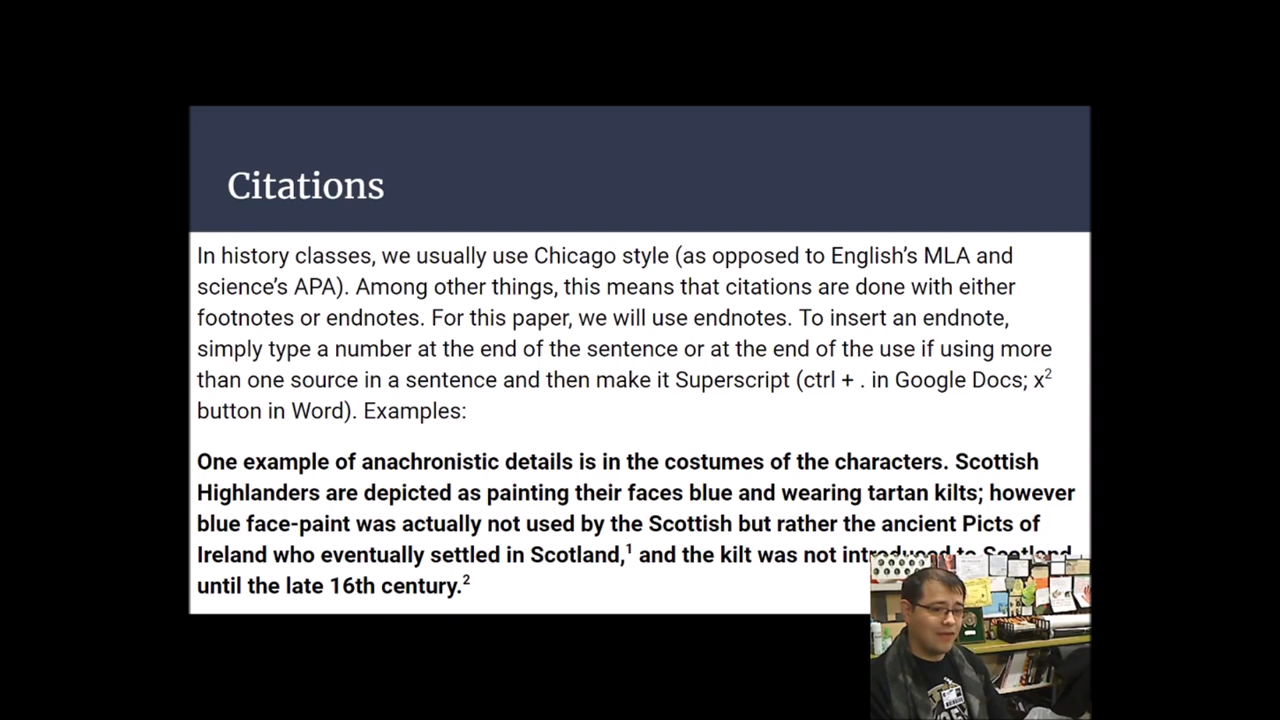 Citations
In history classes, we usually use Chicago style (as opposed to English’s MLA and
science’s APA). Among other things, this means that citations are done with either
footnotes or endnotes. For this paper, we will use endnotes. To insert an endnote,
simply type a number at the end of the sentence or at the end of the use if using more
than one source in a sentence and then make it Superscript (ctrl + . in Google Docs; x²
button in Word). Examples:
One example of anachronistic details is in the costumes of the characters. Scottish
Highlanders are depicted as painting their faces blue and wearing tartan kilts; however
blue face-paint was actually not used by the Scottish but rather the ancient Picts of
Ireland who eventually settled in Scotland,¹ and the kilt was not introduced to Scotland
until the late 16th century.²